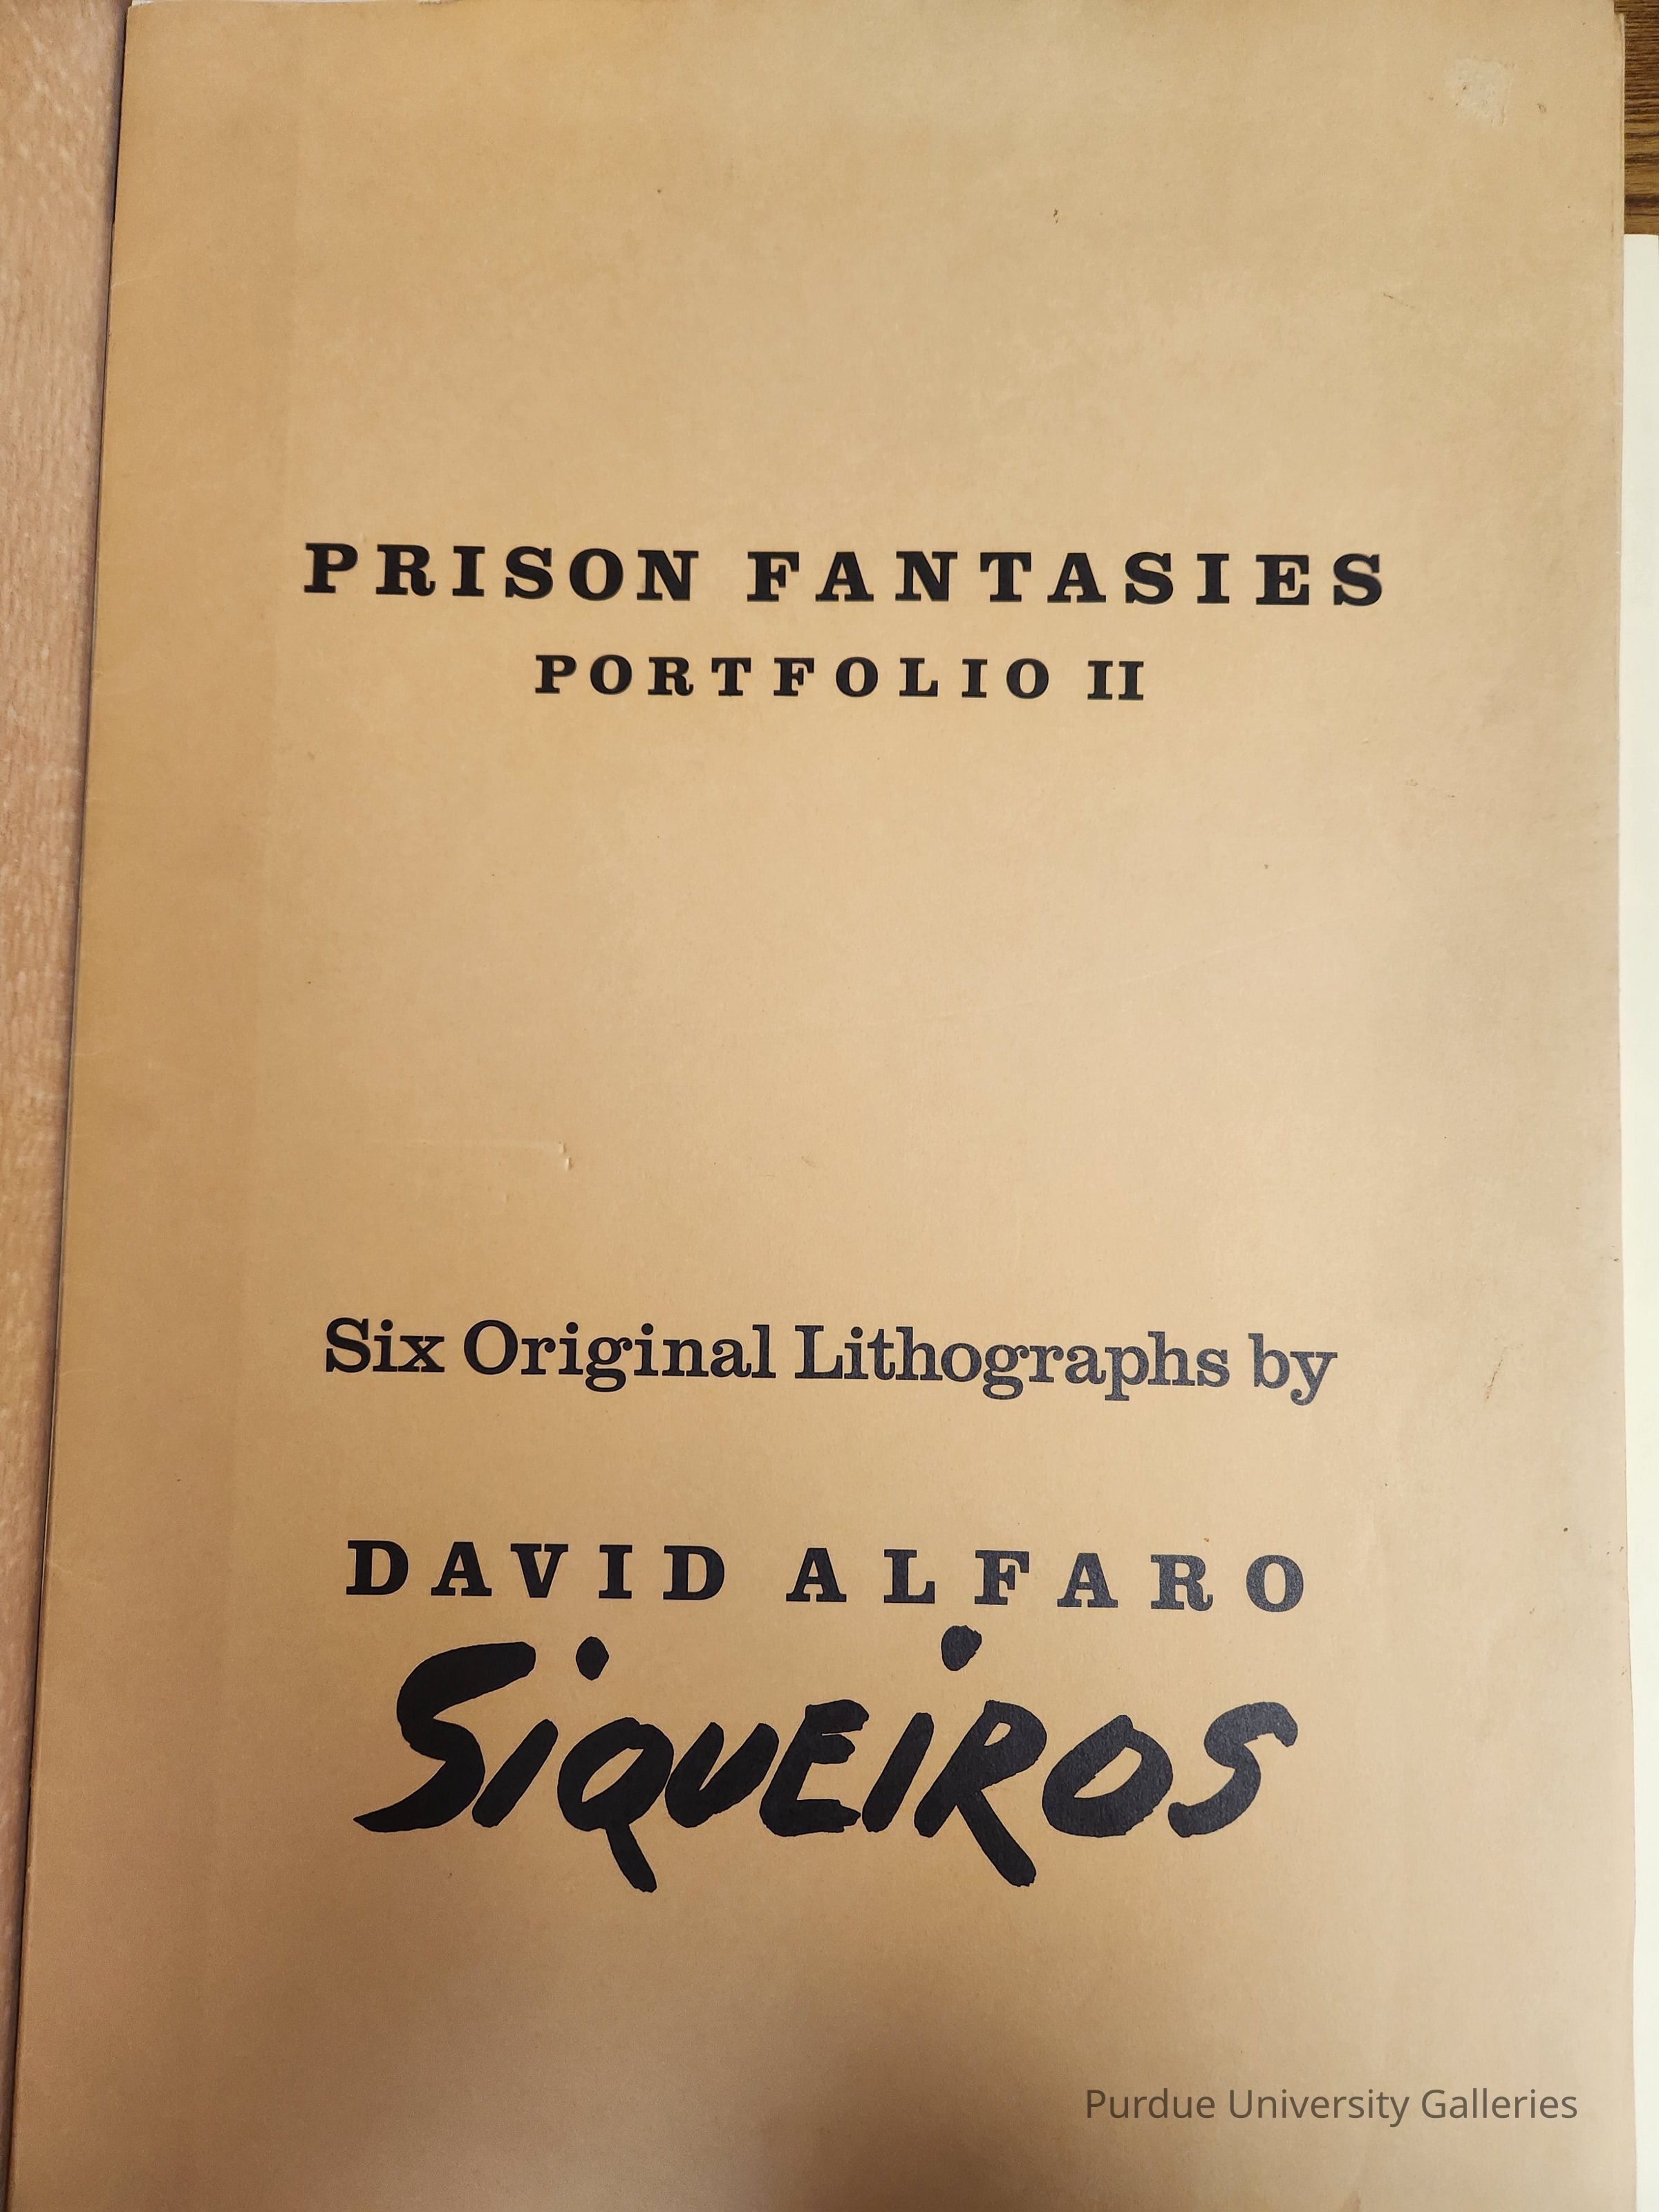 PRISON FANTASIES
PORTFOLIO II
Six Original Lithographs by
DAVID ALFARO
SiQUEiROS
Purdue University Galleries